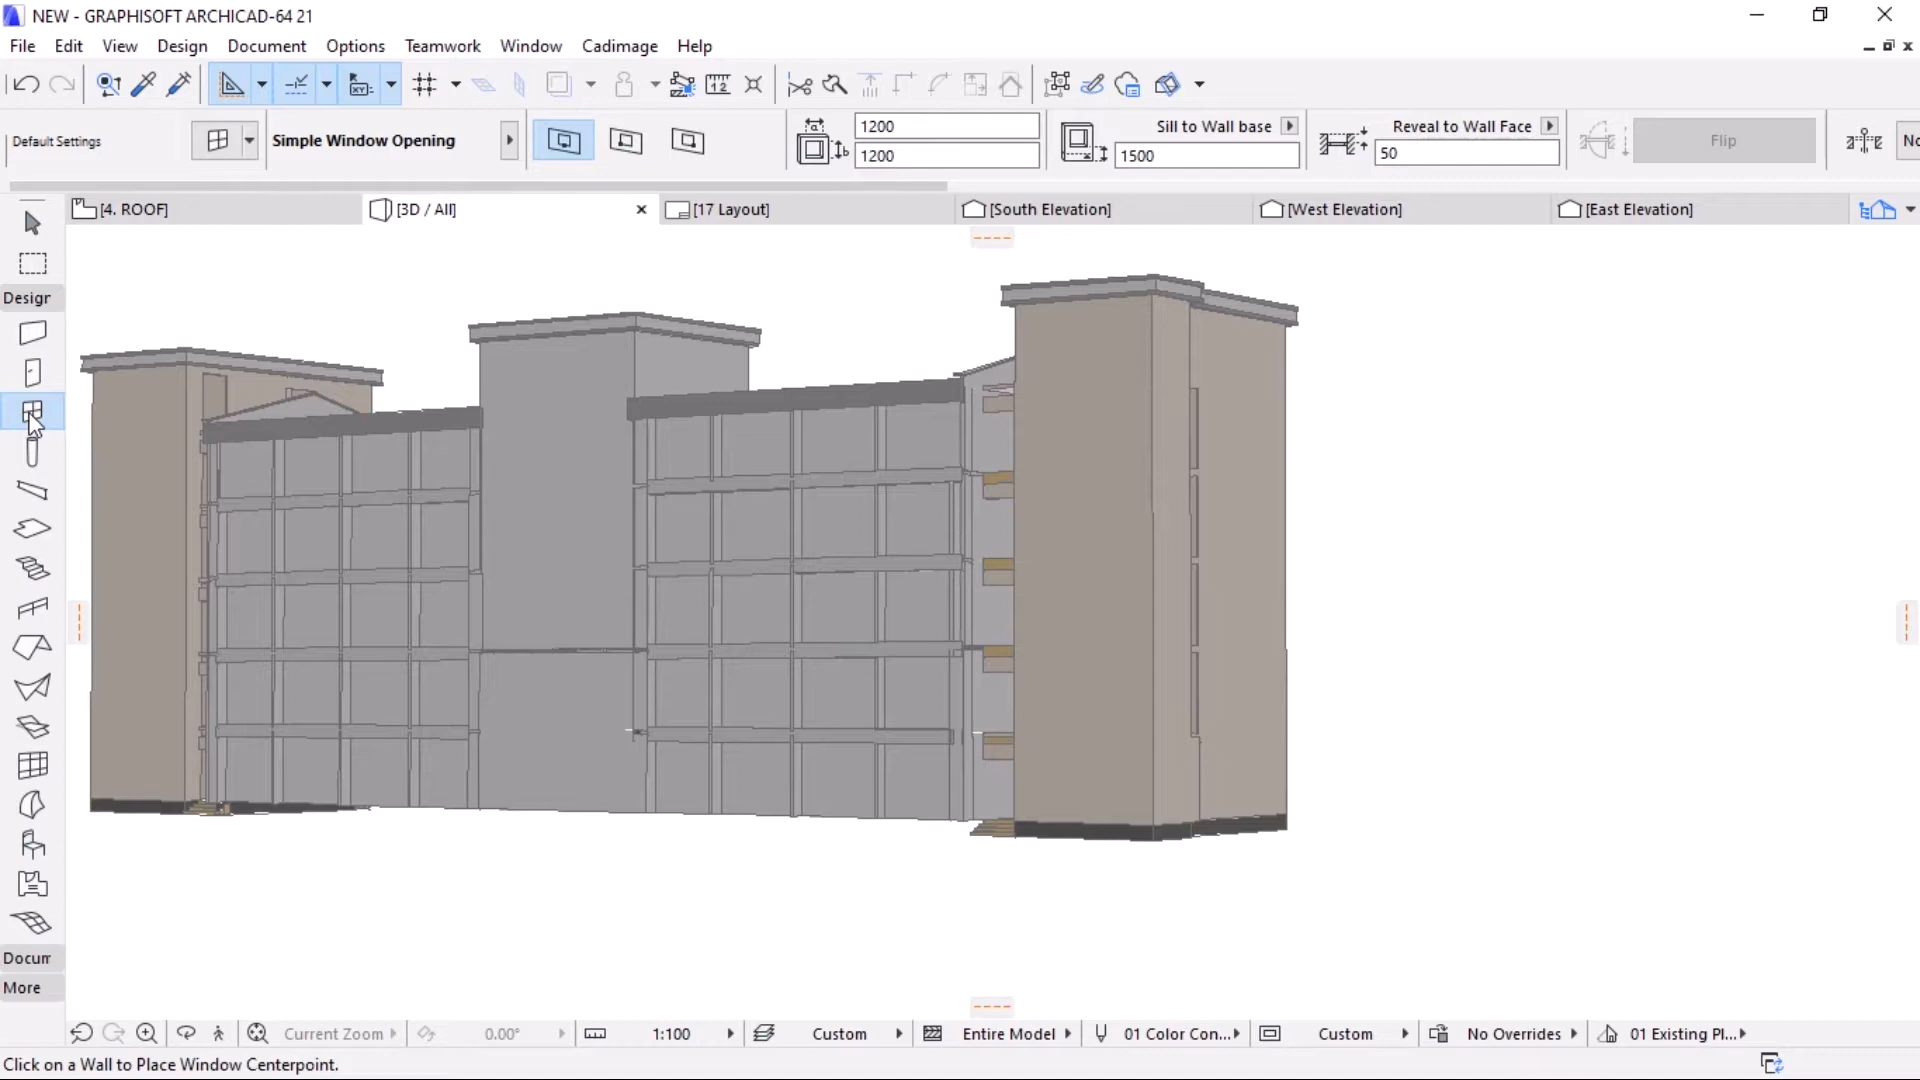 NEW - GRAPHISOFT ARCHICAD-64 21
File Edit View Design Document Options Teamwork Window Cadimage Help
Default Settings
Simple Window Opening
1200
1200
Sill to Wall base
1500
Reveal to Wall Face
50
Flip
No
[4. ROOF]
[3D / All]
[17 Layout]
[South Elevation]
[West Elevation]
[East Elevation]
Desigr
Docum
More
Current Zoom
0.00°
1:100
Custom
Entire Model
01 Color Con...
Custom
No Overrides
01 Existing Pl...
Click on a Wall to Place Window Centerpoint.